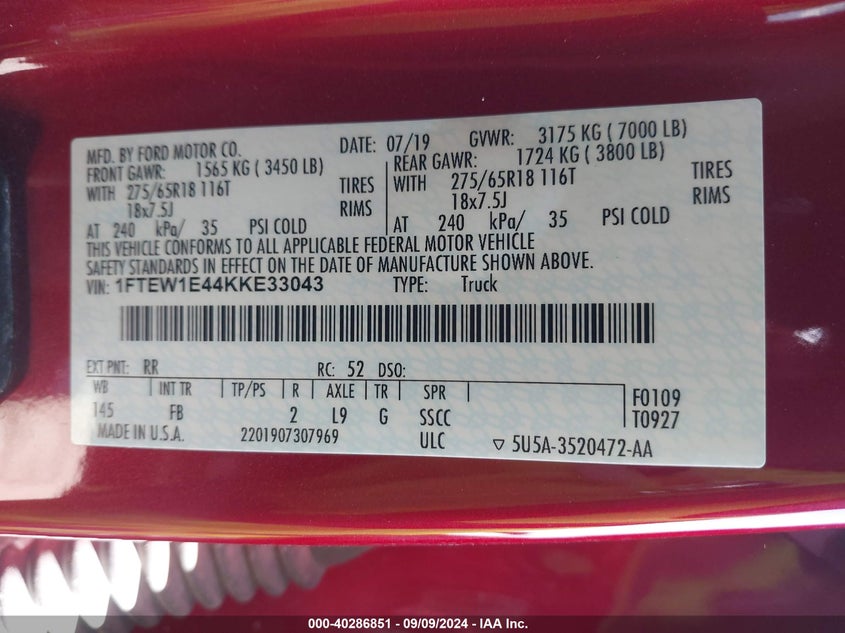 MFD. BY FORD MOTOR CO. DATE: 07/19 GVWR: 3175 KG ( 7000 LB)
FRONT GAWR: 1565 KG ( 3450 LB) REAR GAWR: 1724 KG ( 3800 LB)
WITH 275/65R18 116T TIRES WITH 275/65R18 116T TIRES
18x7.5J RIMS 18x7.5J RIMS
AT 240 kPa/ 35 PSI COLD AT 240 kPa/ 35 PSI COLD
THIS VEHICLE CONFORMS TO ALL APPLICABLE FEDERAL MOTOR VEHICLE
SAFETY STANDARDS IN EFFECT ON THE DATE OF MANUFACTURE SHOWN ABOVE.
VIN: 1FTEW1E44KKE33043 TYPE: Truck
EXT PNT: RR RC: 52 DSO:
WB INT TR TP/PS R AXLE TR SPR F0109
145 FB 2 L9 G SSCC T0927
MADE IN U.S.A. 2201907307969 ULC ▽ 5U5A-3520472-AA
000-40286851 - 09/09/2024 - IAA Inc.